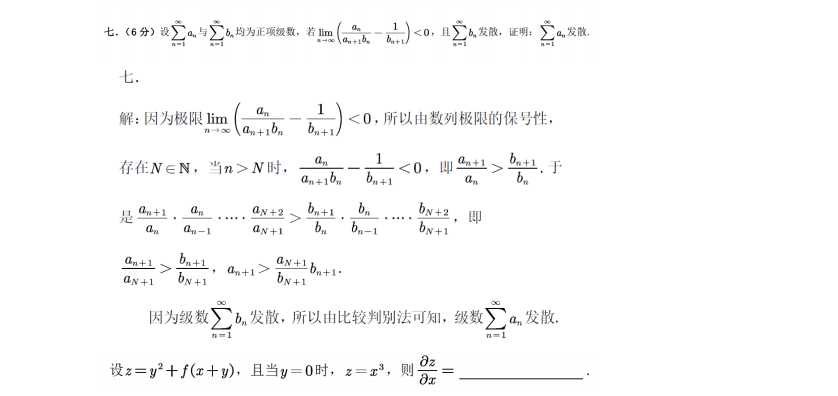 七.（6分）设$\sum_{n=1}^{\infty} a_n$与$\sum_{n=1}^{\infty} b_n$均为正项级数，若$\lim_{n\to\infty}\left(\frac{a_n}{a_{n+1}b_n}-\frac{1}{b_{n+1}}\right)<0$，且$\sum_{n=1}^{\infty} b_n$发散，证明：$\sum_{n=1}^{\infty} a_n$发散.
七.
解：因为极限$\lim_{n\to\infty}\left(\frac{a_n}{a_{n+1}b_n}-\frac{1}{b_{n+1}}\right)<0$，所以由数列极限的保号性，
存在$N\in\mathbb{N}$，当$n>N$时，$\frac{a_n}{a_{n+1}b_n}-\frac{1}{b_{n+1}}<0$，即$\frac{a_{n+1}}{a_n}>\frac{b_{n+1}}{b_n}$. 于
是$\frac{a_{n+1}}{a_n}\cdot\frac{a_n}{a_{n-1}}\cdot\cdots\cdot\frac{a_{N+2}}{a_{N+1}}>\frac{b_{n+1}}{b_n}\cdot\frac{b_n}{b_{n-1}}\cdot\cdots\cdot\frac{b_{N+2}}{b_{N+1}}$，即
$\frac{a_{n+1}}{a_{N+1}}>\frac{b_{n+1}}{b_{N+1}}$，$a_{n+1}>\frac{a_{N+1}}{b_{N+1}}b_{n+1}$.
因为级数$\sum_{n=1}^{\infty} b_n$发散，所以由比较判别法可知，级数$\sum_{n=1}^{\infty} a_n$发散.
设$z=y^2+f(x+y)$，且当$y=0$时，$z=x^3$，则$\frac{\partial z}{\partial x}=$ ________________ .